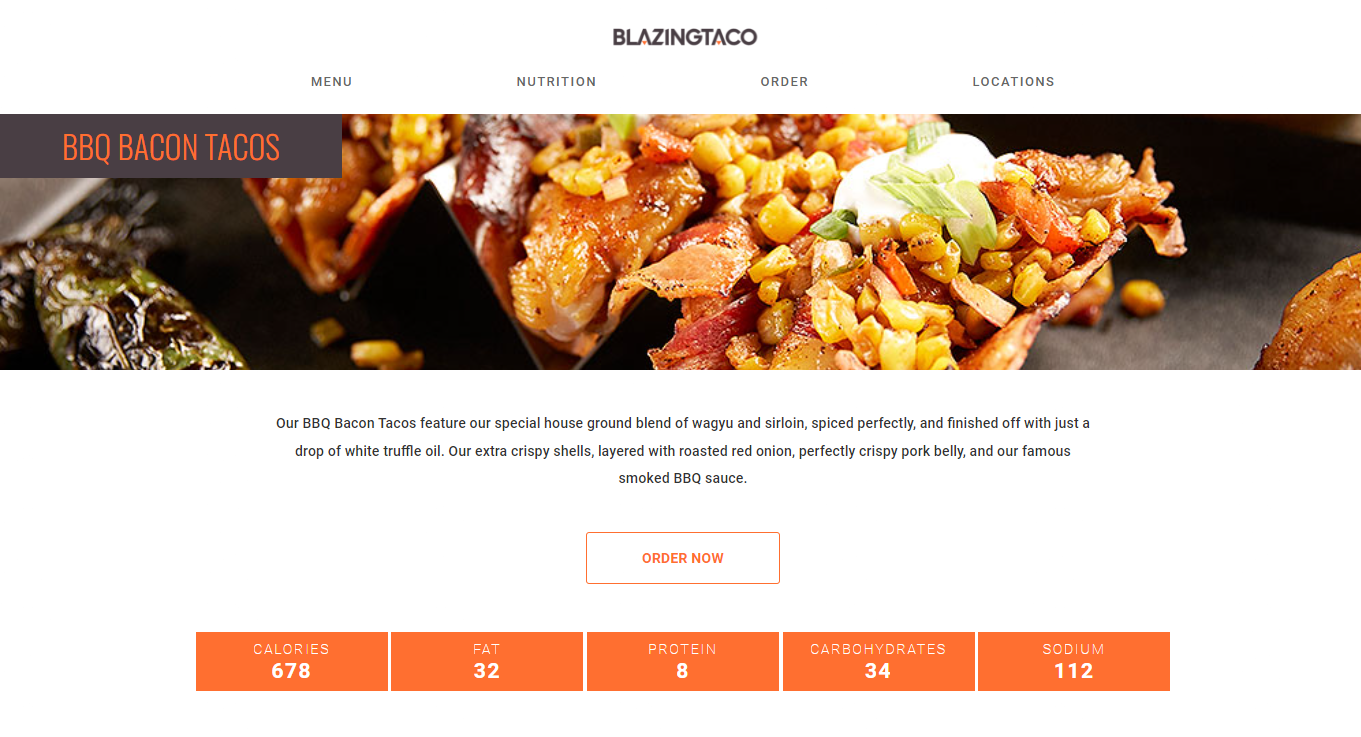 BLAZINGTACO
MENU NUTRITION ORDER LOCATIONS
BBQ BACON TACOS
Our BBQ Bacon Tacos feature our special house ground blend of wagyu and sirloin, spiced perfectly, and finished off with just a
drop of white truffle oil. Our extra crispy shells, layered with roasted red onion, perfectly crispy pork belly, and our famous
smoked BBQ sauce.
ORDER NOW
CALORIES FAT PROTEIN CARBOHYDRATES SODIUM
678 32 8 34 112